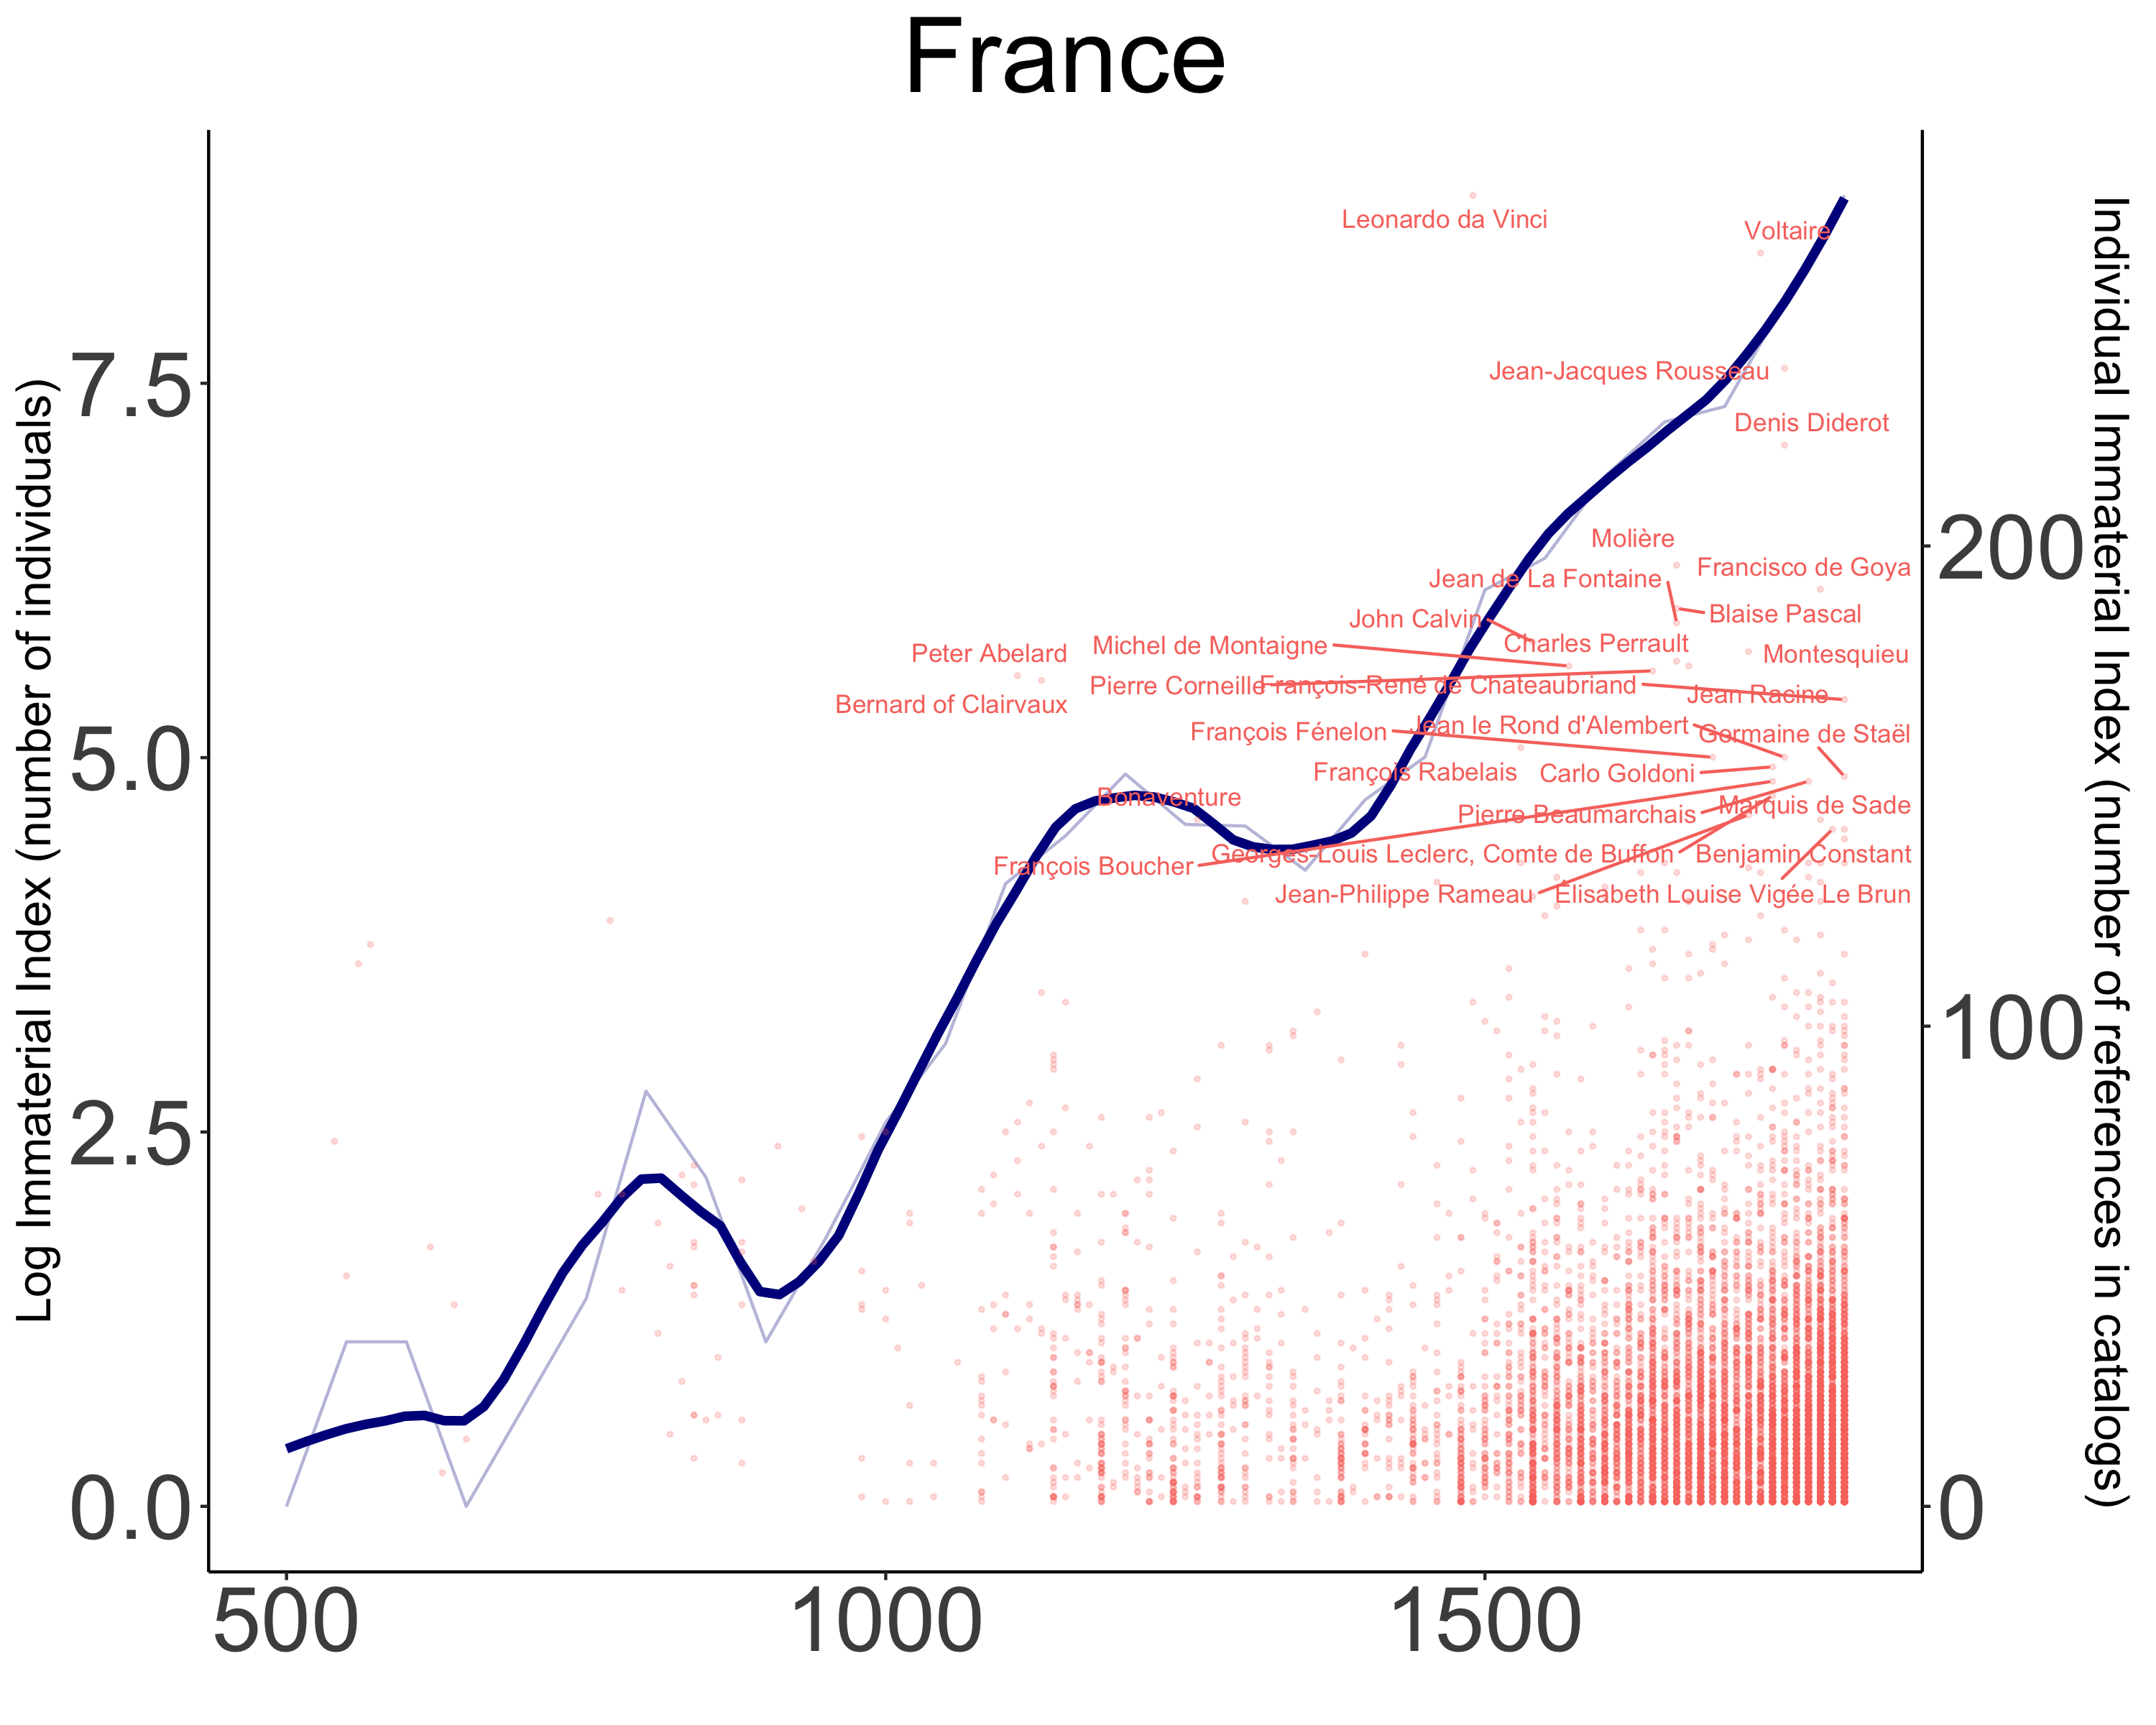 France
Log Immaterial Index (number of individuals)
7.5
5.0
2.5
0.0
500
1000
1500
200
100
0
Individual Immaterial Index (number of references in catalogs)
Leonardo da Vinci
Voltaire
Jean-Jacques Rousseau
Denis Diderot
Molière
Francisco de Goya
Jean de La Fontaine
Blaise Pascal
John Calvin
Charles Perrault
Michel de Montaigne
Peter Abelard
Montesquieu
Pierre Corneille
François-René de Chateaubriand
Jean Racine
Bernard of Clairvaux
Jean le Rond d'Alembert
François Fénelon
Germaine de Staël
François Rabelais
Carlo Goldoni
Bonaventure
Marquis de Sade
Pierre Beaumarchais
Georges-Louis Leclerc, Comte de Buffon
Benjamin Constant
François Boucher
Jean-Philippe Rameau
Élisabeth Louise Vigée Le Brun